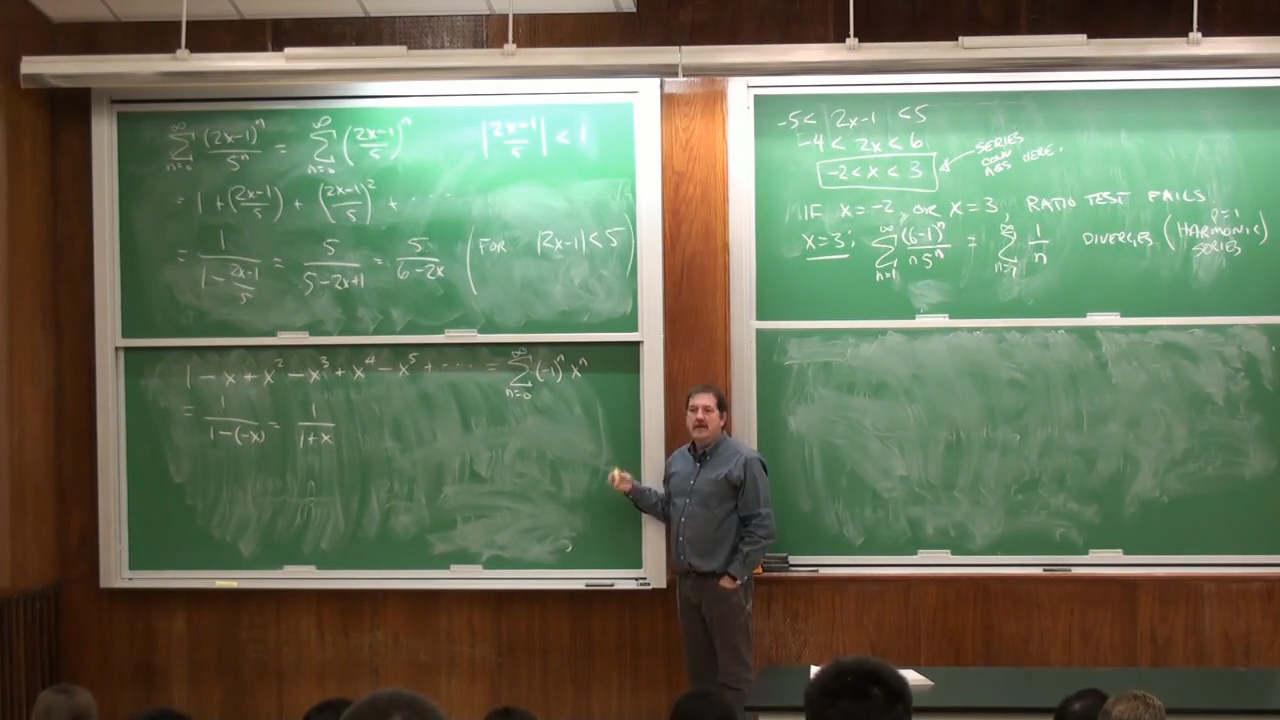 ∑_{n=0}^{∞} (2x-1)^n / 5^n = ∑_{n=0}^{∞} ((2x-1)/5)^n   |(2x-1)/5| < 1
= 1 + ((2x-1)/5) + ((2x-1)/5)^2 + ·····
= 1/(1 - (2x-1)/5) = 5/(5-2x+1) = 5/(6-2x) (FOR |2x-1| < 5)
1 - x + x^2 - x^3 + x^4 - x^5 + ····· = ∑_{n=0}^{∞} (-1)^n x^n
= 1/(1-(-x)) = 1/(1+x)
-5 < 2x-1 < 5
-4 < 2x < 6
-2 < x < 3
SERIES
CONV
ABS HERE.
IF x = -2, OR x = 3, RATIO TEST FAILS.
x = 3: ∑_{n=1}^{∞} (6-1)^n / n5^n = ∑_{n=1}^{∞} 1/n DIVERGES (p=1 HARMONIC SERIES)